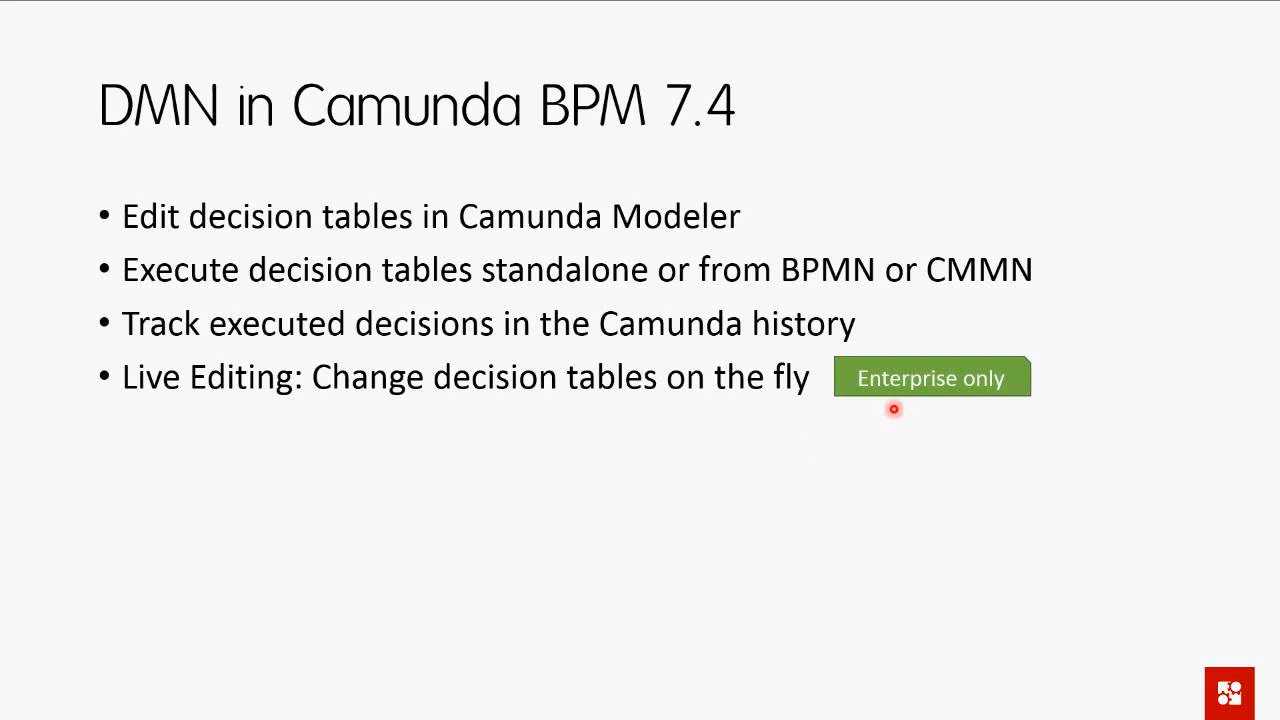 DMN in Camunda BPM 7.4
• Edit decision tables in Camunda Modeler
• Execute decision tables standalone or from BPMN or CMMN
• Track executed decisions in the Camunda history
• Live Editing: Change decision tables on the fly Enterprise only